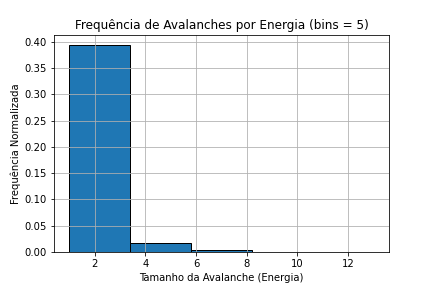 Frequência de Avalanches por Energia (bins = 5)
Frequência Normalizada
0.40
0.35
0.30
0.25
0.20
0.15
0.10
0.05
0.00
2 4 6 8 10 12
Tamanho da Avalanche (Energia)